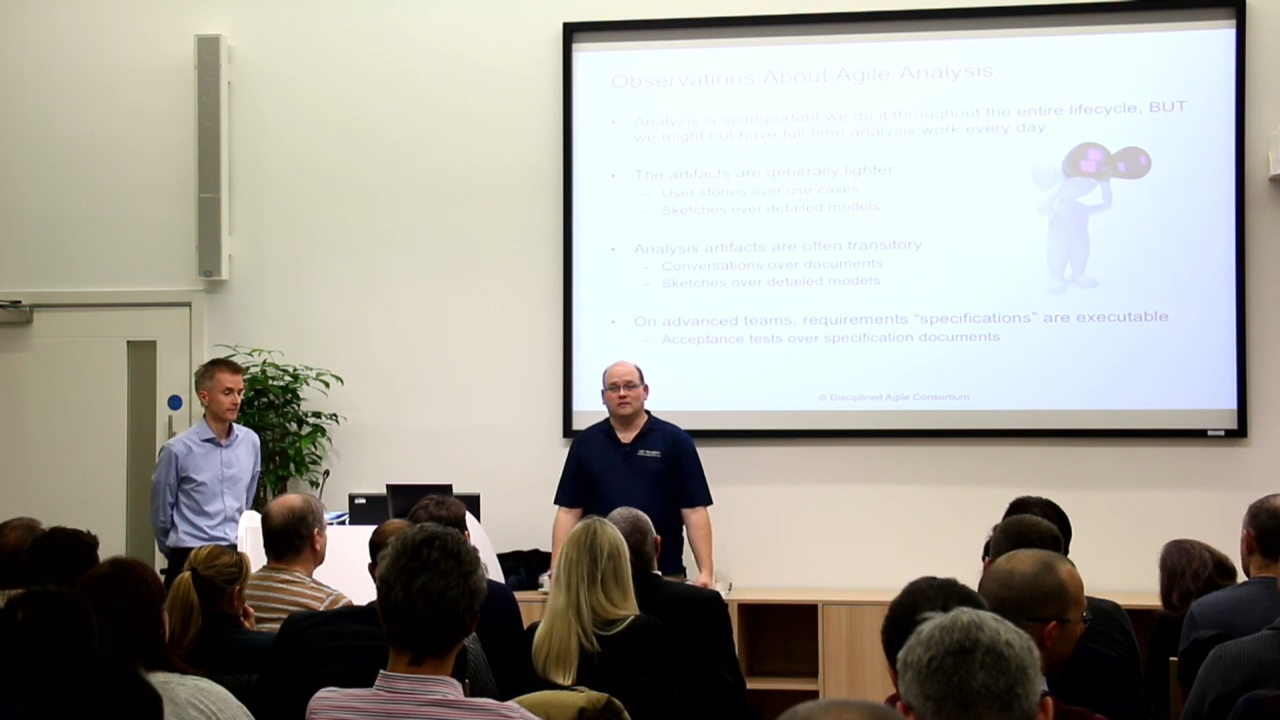 Observations About Agile Analysis
• Analysis is so important we do it throughout the entire lifecycle, BUT
we might not have full-time analysis work every day
• The artifacts are generally lighter
– User stories over use cases
– Sketches over detailed models
• Analysis artifacts are often transitory
– Conversations over documents
– Sketches over detailed models
• On advanced teams, requirements “specifications” are executable
– Acceptance tests over specification documents
© Disciplined Agile Consortium